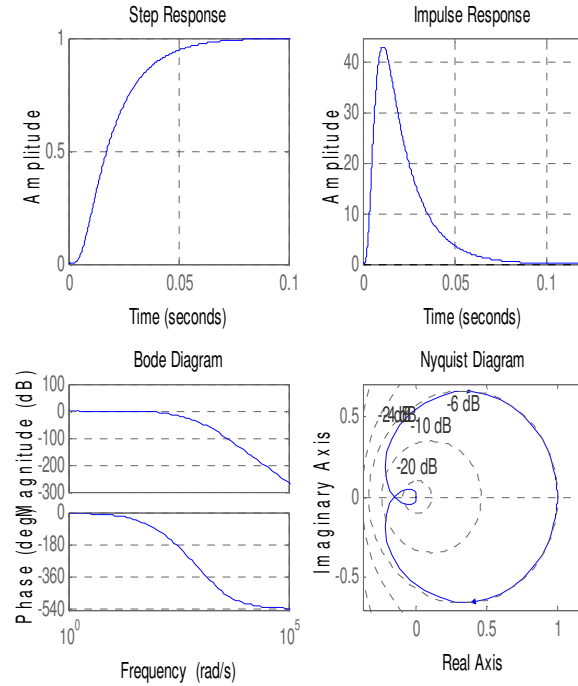 Step Response
Amplitude
1
0.5
0
0
0.05
0.1
Time (seconds)
Impulse Response
Amplitude
40
30
20
10
0
0
0.05
0.1
Time (seconds)
Bode Diagram
Magnitude (dB)
100
0
-100
-200
-300
Phase (deg)
0
-180
-360
-540
10^0
10^5
Frequency (rad/s)
Nyquist Diagram
Imaginary Axis
0.5
0
-0.5
-6 dB
-10 dB
-20 dB
0
0.5
1
Real Axis